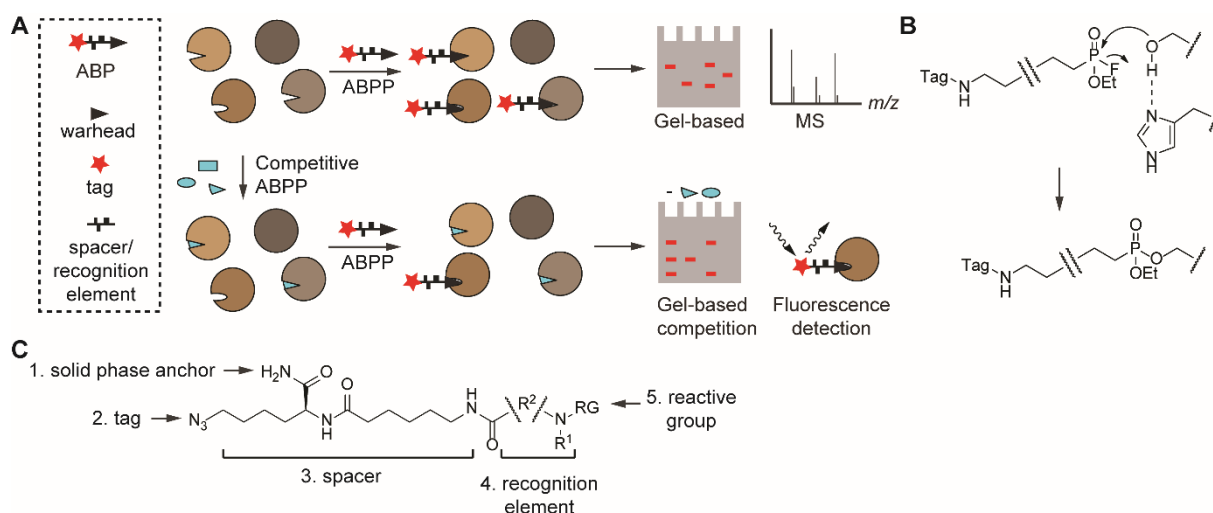 A
ABP
warhead
tag
spacer/
recognition
element
ABPP
Gel-based
MS
m/z
Competitive
ABPP
ABPP
-
Gel-based
competition
Fluorescence
detection
B
Tag
N
H
O
P
F
OEt
O
H
N
N
H
Tag
N
H
O
P
O
OEt
C
1. solid phase anchor
H2N
O
O
2. tag
N3
N
H
H
N
O
R2
N
RG
R1
5. reactive
group
3. spacer
4. recognition
element